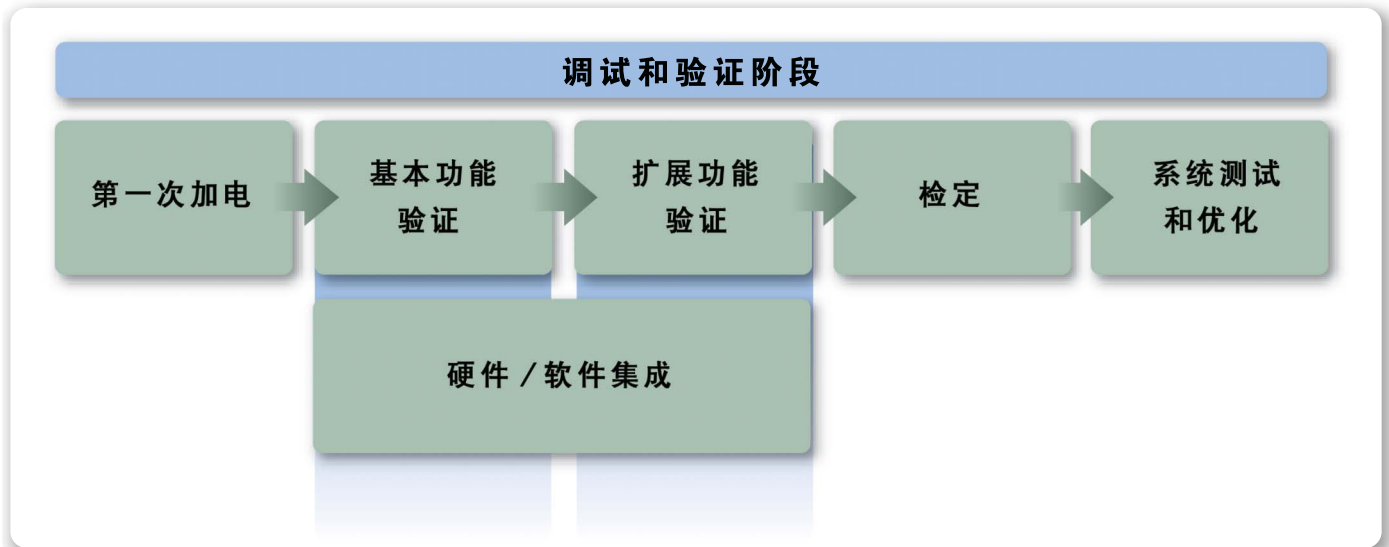 调试和验证阶段
第一次加电
基本功能
验证
扩展功能
验证
检定
系统测试
和优化
硬件／软件集成